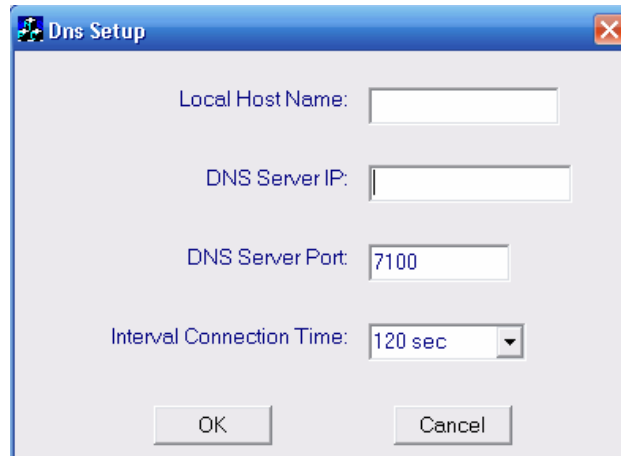 Dns Setup
Local Host Name:
DNS Server IP:
DNS Server Port: 7100
Interval Connection Time: 120 sec
OK Cancel